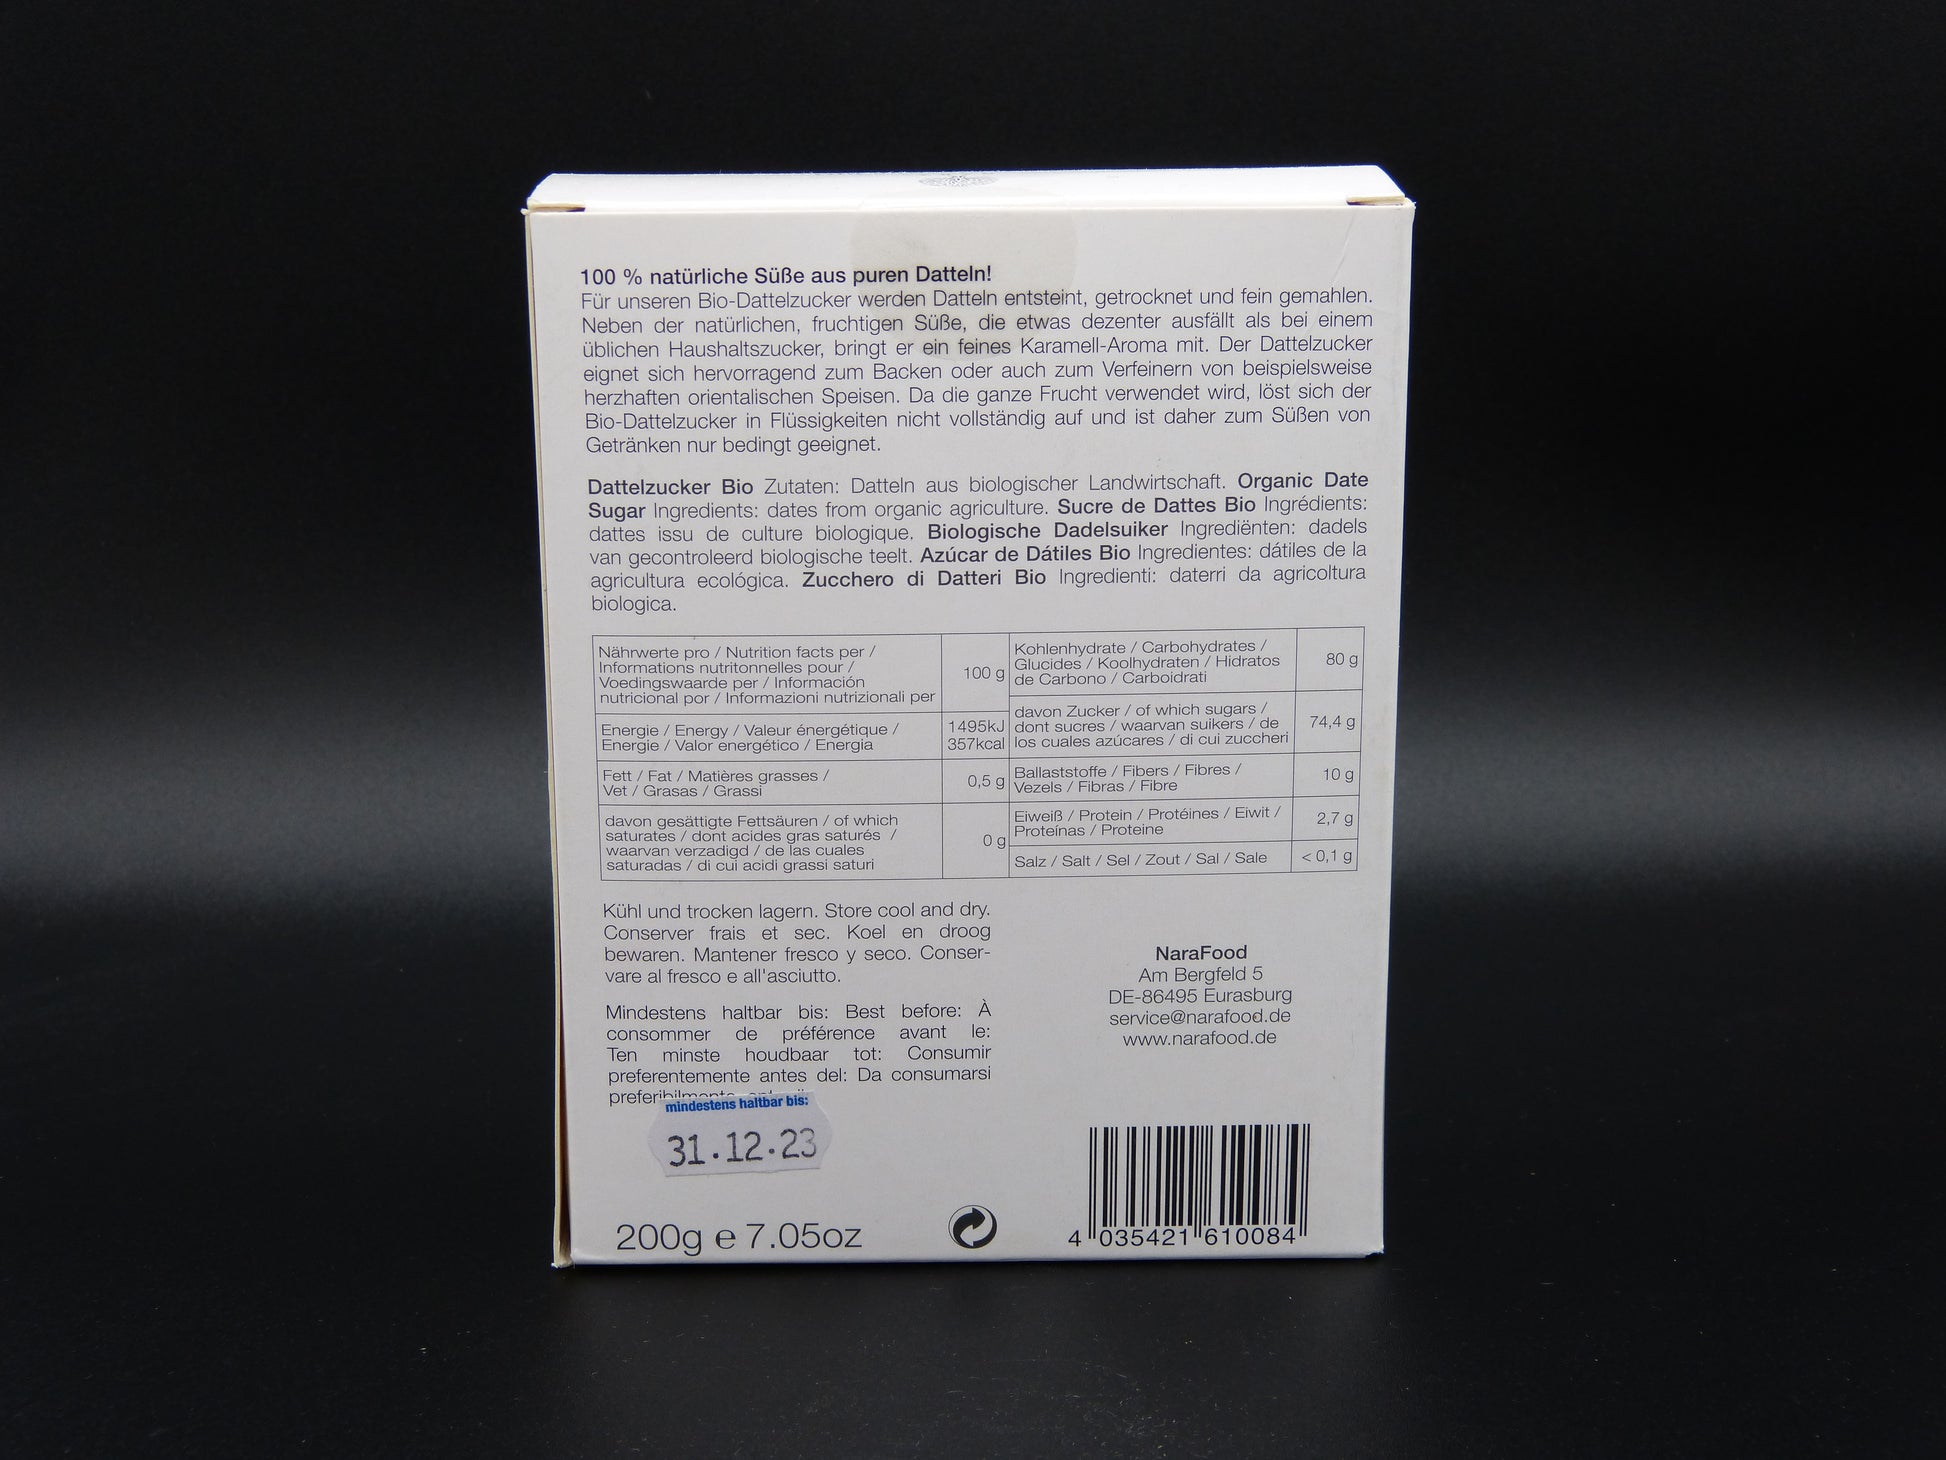 100 % natürliche Süße aus puren Datteln!
Für unseren Bio-Dattelzucker werden Datteln entsteint, getrocknet und fein gemahlen.
Neben der natürlichen, fruchtigen Süße, die etwas dezenter ausfällt als bei einem
üblichen Haushaltszucker, bringt er ein feines Karamell-Aroma mit. Der Dattelzucker
eignet sich hervorragend zum Backen oder auch zum Verfeinern von beispielsweise
herzhaften orientalischen Speisen. Da die ganze Frucht verwendet wird, löst sich der
Bio-Dattelzucker in Flüssigkeiten nicht vollständig auf und ist daher zum Süßen von
Getränken nur bedingt geeignet.
Dattelzucker Bio Zutaten: Datteln aus biologischer Landwirtschaft. Organic Date
Sugar Ingredients: dates from organic agriculture. Sucre de Dattes Bio Ingrédients:
dattes issu de culture biologique. Biologische Dadelsuiker Ingrediënten: dadels
van gecontroleerd biologische teelt. Azúcar de Dátiles Bio Ingredientes: dátiles de la
agricultura ecológica. Zucchero di Datteri Bio Ingredienti: daterri da agricoltura
biologica.
Nährwerte pro / Nutrition facts per /
Informations nutritonnelles pour /
Voedingswaarde per / Información
nutricional por / Informazioni nutrizionali per
100 g
Energie / Energy / Valeur énergétique /
Energie / Valor energético / Energia
1495kJ
357kcal
Fett / Fat / Matières grasses /
Vet / Grasas / Grassi
0,5 g
davon gesättigte Fettsäuren / of which
saturates / dont acides gras saturés /
waarvan verzadigd / de las cuales
saturadas / di cui acidi grassi saturi
0 g
Kohlenhydrate / Carbohydrates /
Glucides / Koolhydraten / Hidratos
de Carbono / Carboidrati
80 g
davon Zucker / of which sugars /
dont sucres / waarvan suikers / de
los cuales azúcares / di cui zuccheri
74,4 g
Ballaststoffe / Fibers / Fibres /
Vezels / Fibras / Fibre
10 g
Eiweiß / Protein / Protéines / Eiwit /
Proteínas / Proteine
2,7 g
Salz / Salt / Sel / Zout / Sal / Sale
< 0,1 g
Kühl und trocken lagern. Store cool and dry.
Conserver frais et sec. Koel en droog
bewaren. Mantener fresco y seco. Conser-
vare al fresco e all'asciutto.
Mindestens haltbar bis: Best before: À
consommer de préférence avant le:
Ten minste houdbaar tot: Consumir
preferentemente antes del: Da consumarsi
preferibilmente
mindestens haltbar bis:
31.12.23
200g e 7.05oz
NaraFood
Am Bergfeld 5
DE-86495 Eurasburg
service@narafood.de
www.narafood.de
4 035421 610084